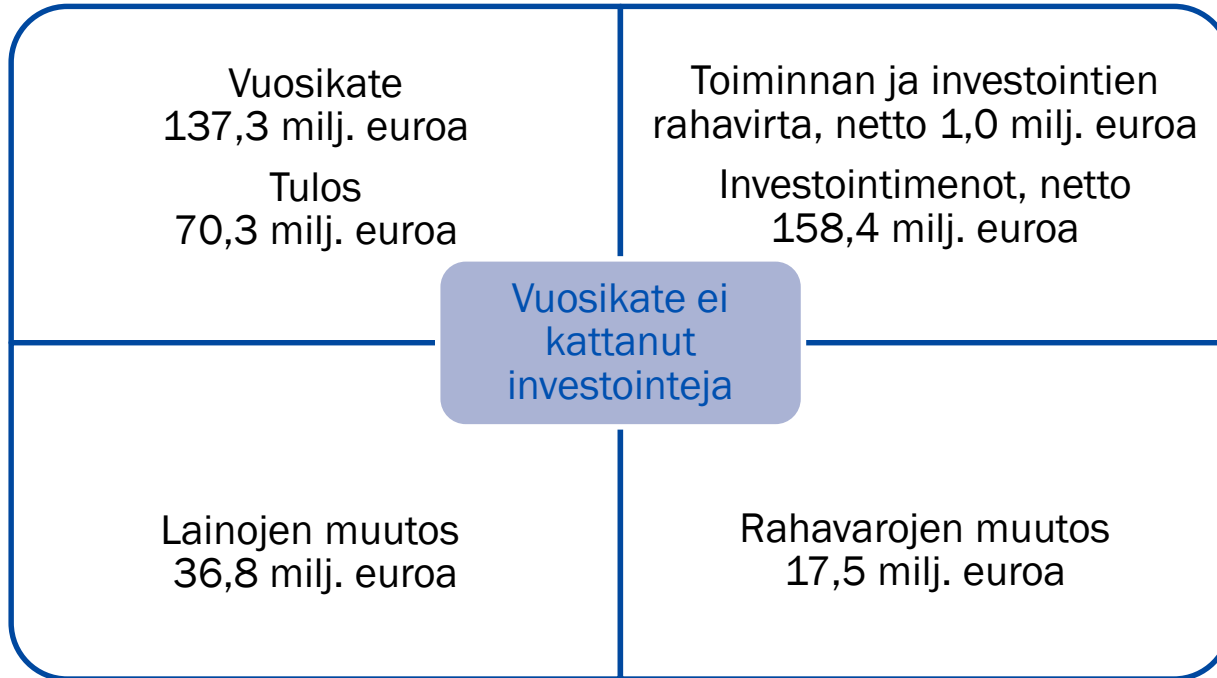 Vuosikate
137,3 milj. euroa
Tulos
70,3 milj. euroa
Toiminnan ja investointien
rahavirta, netto 1,0 milj. euroa
Investointimenot, netto
158,4 milj. euroa
Vuosikate ei
kattanut
investointeja
Lainojen muutos
36,8 milj. euroa
Rahavarojen muutos
17,5 milj. euroa